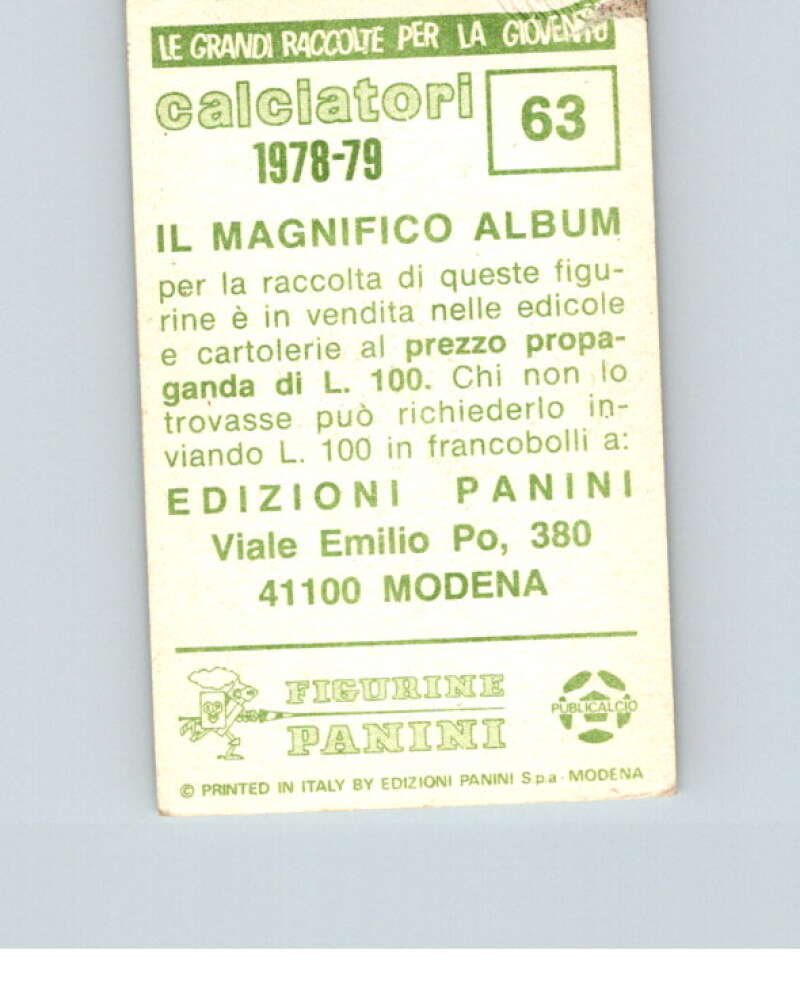 LE GRANDI RACCOLTE PER LA GIOVENTÙ
calciatori
1978-79
63
IL MAGNIFICO ALBUM
per la raccolta di queste figu-
rine è in vendita nelle edicole
e cartolerie al prezzo propa-
ganda di L. 100. Chi non lo
trovasse può richiederlo in-
viando L. 100 in francobolli a:
EDIZIONI PANINI
Viale Emilio Po, 380
41100 MODENA
FIGURINE
PANINI
PUBLICALCIO
© PRINTED IN ITALY BY EDIZIONI PANINI S.p.a - MODENA